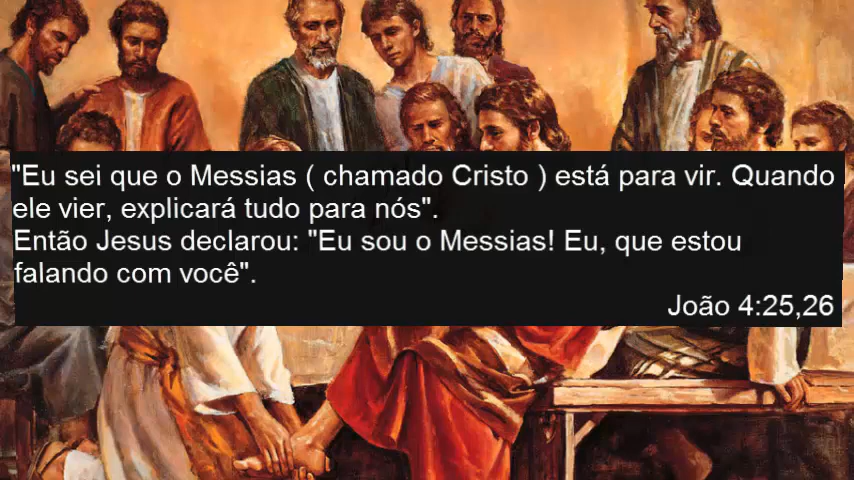 "Eu sei que o Messias ( chamado Cristo ) está para vir. Quando
ele vier, explicará tudo para nós".
Então Jesus declarou: "Eu sou o Messias! Eu, que estou
falando com você".
João 4:25,26